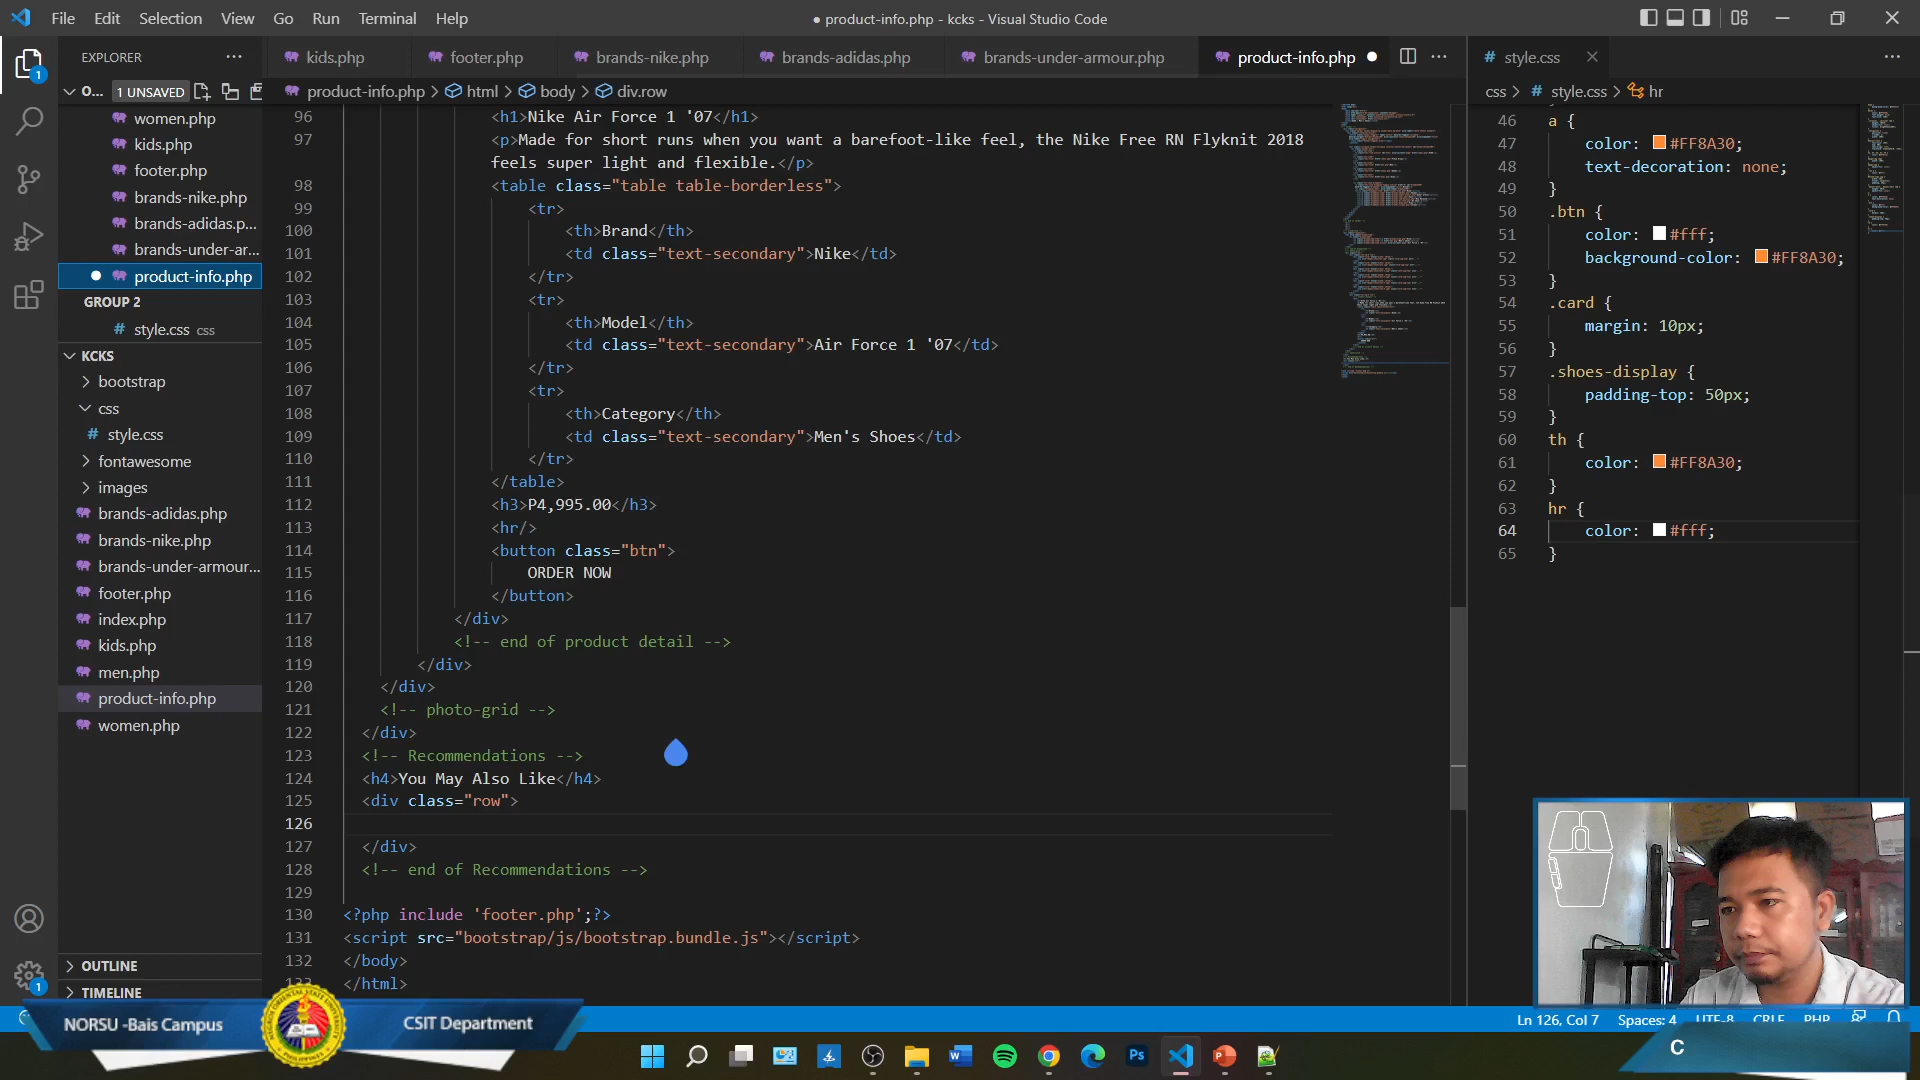 File Edit Selection View Go Run Terminal Help
● product-info.php - kcks - Visual Studio Code
EXPLORER
kids.php
footer.php
brands-nike.php
brands-adidas.php
brands-under-armour.php
product-info.php
style.css
O... 1 UNSAVED
product-info.php > html > body > div.row
css > style.css > hr
women.php
kids.php
footer.php
brands-nike.php
brands-adidas.p...
brands-under-ar...
product-info.php
GROUP 2
style.css css
KCKS
bootstrap
css
style.css
fontawesome
images
brands-adidas.php
brands-nike.php
brands-under-armour...
footer.php
index.php
kids.php
men.php
product-info.php
women.php
OUTLINE
TIMELINE
96 <h1>Nike Air Force 1 '07</h1>
97 <p>Made for short runs when you want a barefoot-like feel, the Nike Free RN Flyknit 2018
feels super light and flexible.</p>
98 <table class="table table-borderless">
99 <tr>
100 <th>Brand</th>
101 <td class="text-secondary">Nike</td>
102 </tr>
103 <tr>
104 <th>Model</th>
105 <td class="text-secondary">Air Force 1 '07</td>
106 </tr>
107 <tr>
108 <th>Category</th>
109 <td class="text-secondary">Men's Shoes</td>
110 </tr>
111 </table>
112 <h3>P4,995.00</h3>
113 <hr/>
114 <button class="btn">
115 ORDER NOW
116 </button>
117 </div>
118 <!-- end of product detail -->
119 </div>
120 </div>
121 <!-- photo-grid -->
122 </div>
123 <!-- Recommendations -->
124 <h4>You May Also Like</h4>
125 <div class="row">
126
127 </div>
128 <!-- end of Recommendations -->
129
130 <?php include 'footer.php';?>
131 <script src="bootstrap/js/bootstrap.bundle.js"></script>
132 </body>
133 </html>
46 a {
47 color: #FF8A30;
48 text-decoration: none;
49 }
50 .btn {
51 color: #fff;
52 background-color: #FF8A30;
53 }
54 .card {
55 margin: 10px;
56 }
57 .shoes-display {
58 padding-top: 50px;
59 }
60 th {
61 color: #FF8A30;
62 }
63 hr {
64 color: #fff;
65 }
Ln 126, Col 7 Spaces: 4 UTF-8 CRLF PHP
NORSU -Bais Campus
CSIT Department
C